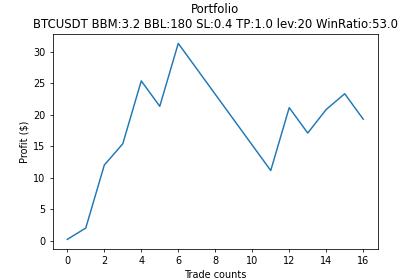 Portfolio
BTCUSDT BBM:3.2 BBL:180 SL:0.4 TP:1.0 lev:20 WinRatio:53.0
30
25
20
15
10
5
0
Profit ($)
0 2 4 6 8 10 12 14 16
Trade counts